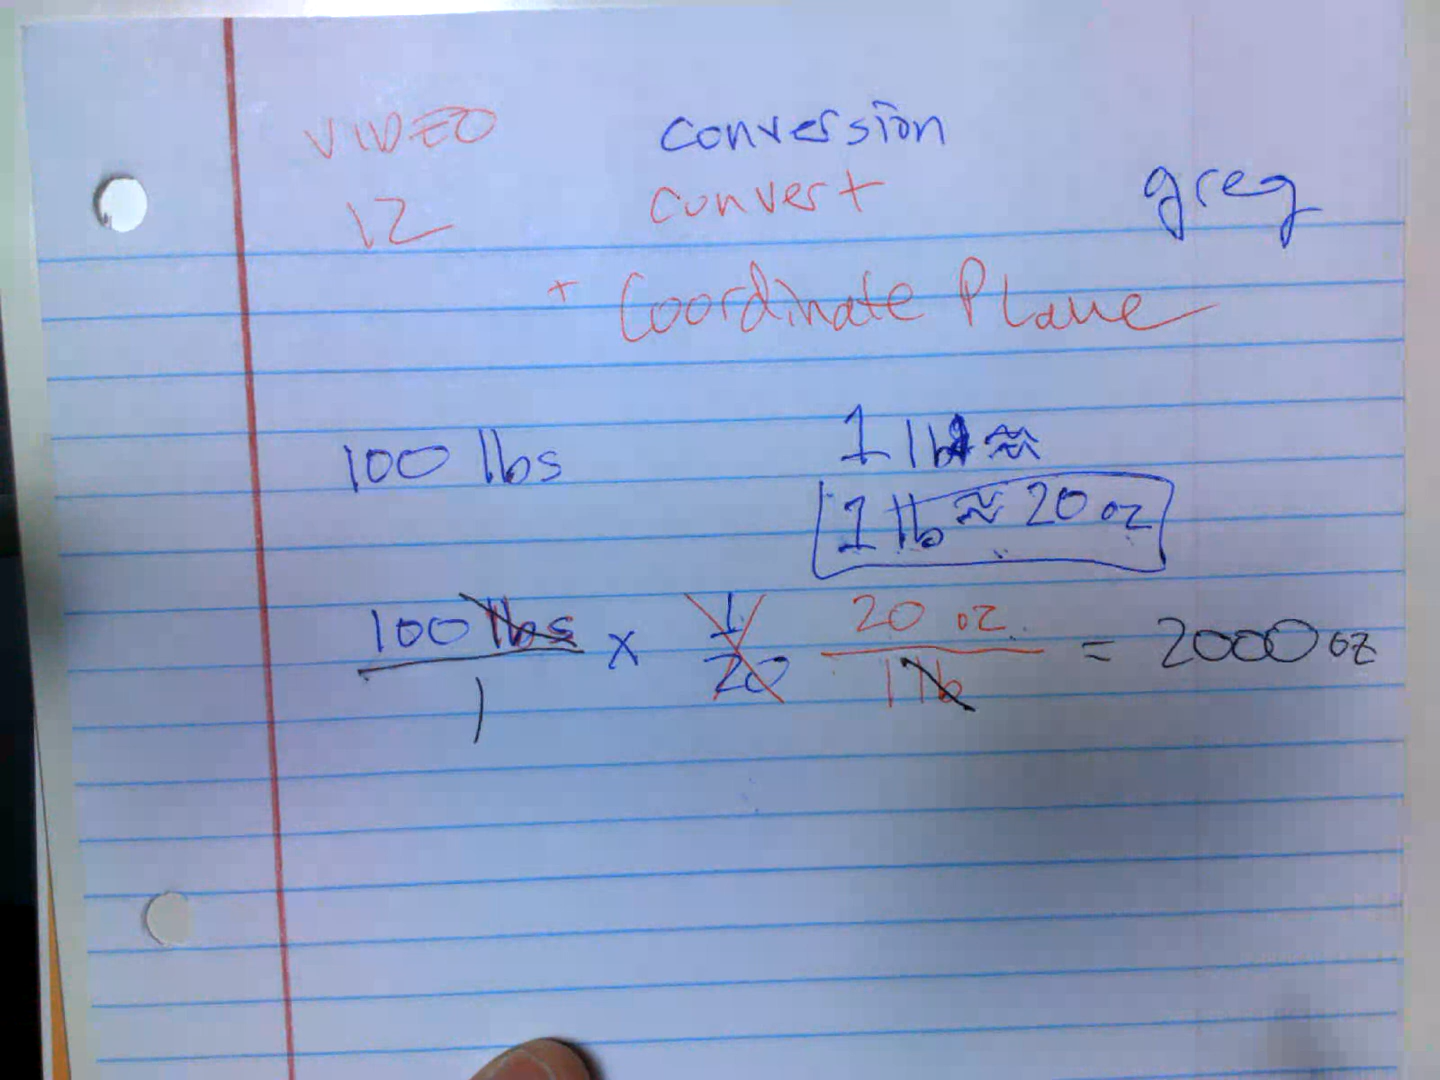 VIDEO conversion
12 convert greg
+ Coordinate Plane
100 lbs 1 lb ≈
1 lb ≈ 20 oz
100 lbs / 1 x 1 / 20 20 oz. / 1 lb = 2000 oz